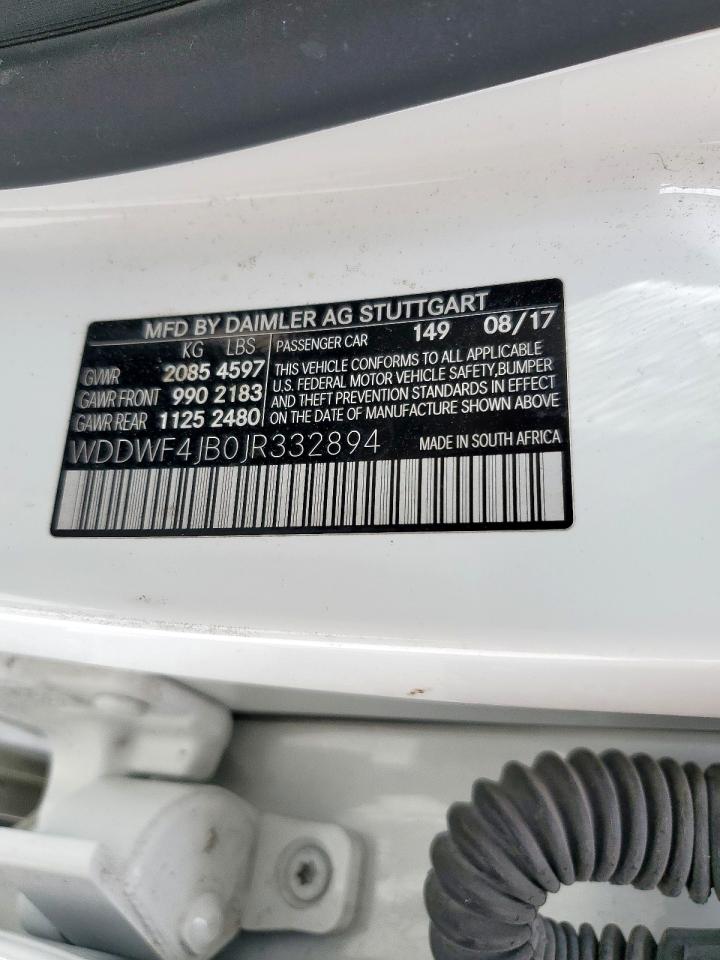 MFD BY DAIMLER AG STUTTGART
KG LBS
GVWR 2085 4597
GAWR FRONT 990 2183
GAWR REAR 1125 2480
PASSENGER CAR 149 08/17
THIS VEHICLE CONFORMS TO ALL APPLICABLE
U.S. FEDERAL MOTOR VEHICLE SAFETY,BUMPER
AND THEFT PREVENTION STANDARDS IN EFFECT
ON THE DATE OF MANUFACTURE SHOWN ABOVE
WDDWF4JB0JR332894 MADE IN SOUTH AFRICA